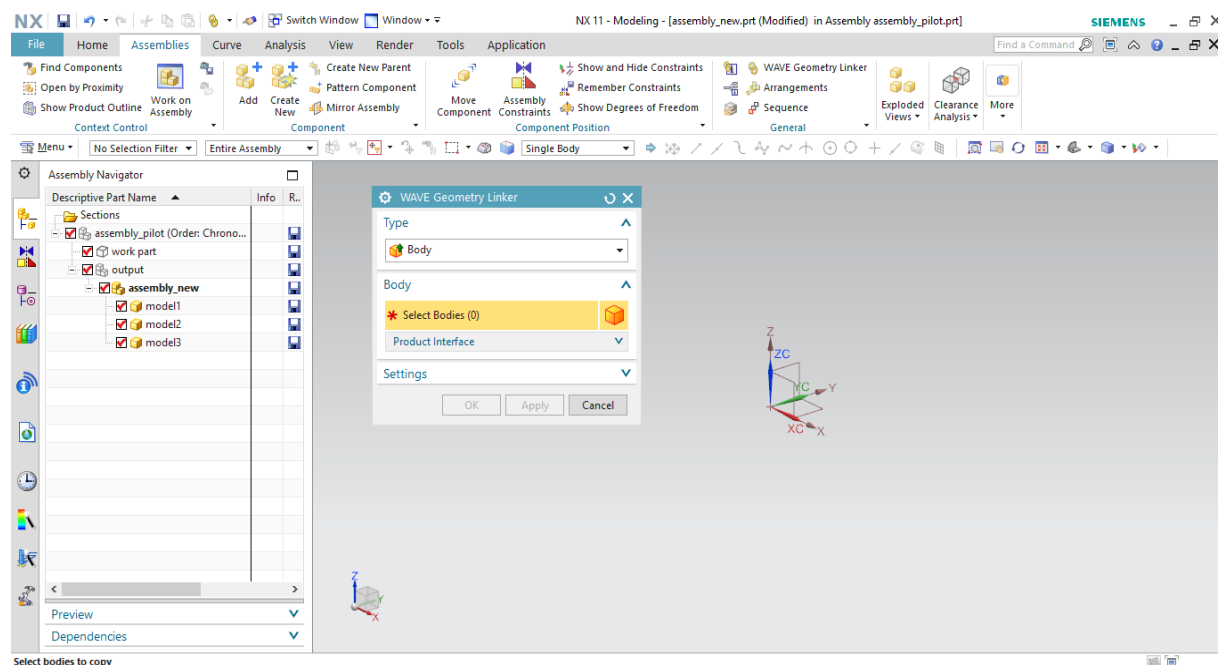 NX Switch Window Window NX 11 - Modeling - [assembly_new.prt (Modified) in Assembly assembly_pilot.prt] SIEMENS
File Home Assemblies Curve Analysis View Render Tools Application Find a Command
Find Components
Open by Proximity
Show Product Outline
Work on
Assembly
Context Control
Add
Create
New
Create New Parent
Pattern Component
Mirror Assembly
Component
Move
Component
Assembly
Constraints
Show and Hide Constraints
Remember Constraints
Show Degrees of Freedom
Component Position
WAVE Geometry Linker
Arrangements
Sequence
General
Exploded
Views
Clearance
Analysis
More
Menu No Selection Filter Entire Assembly Single Body
Assembly Navigator
Descriptive Part Name Info R..
Sections
assembly_pilot (Order: Chrono...
work part
output
assembly_new
model1
model2
model3
Preview
Dependencies
WAVE Geometry Linker
Type
Body
Body
* Select Bodies (0)
Product Interface
Settings
OK Apply Cancel
Z
ZC
YC Y
XC X
Z
Y
X
Select bodies to copy